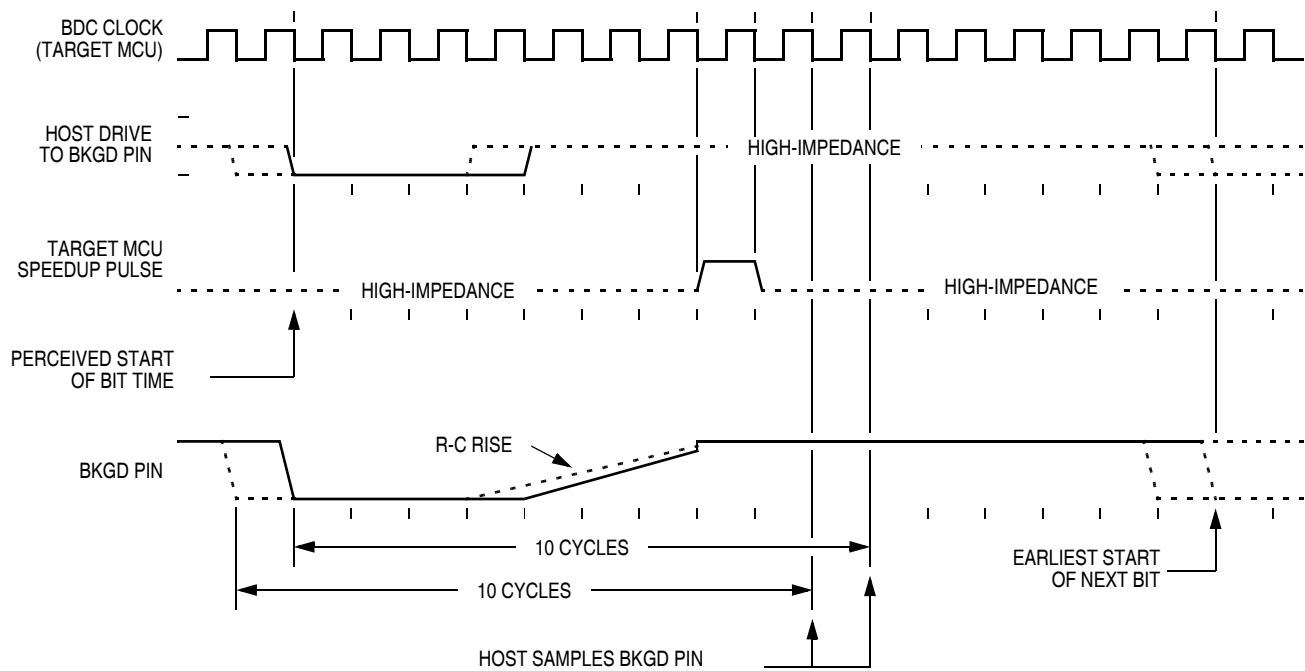 BDC CLOCK
(TARGET MCU)
HOST DRIVE
TO BKGD PIN
HIGH-IMPEDANCE
TARGET MCU
SPEEDUP PULSE
HIGH-IMPEDANCE
HIGH-IMPEDANCE
PERCEIVED START
OF BIT TIME
R-C RISE
BKGD PIN
10 CYCLES
EARLIEST START
OF NEXT BIT
10 CYCLES
HOST SAMPLES BKGD PIN